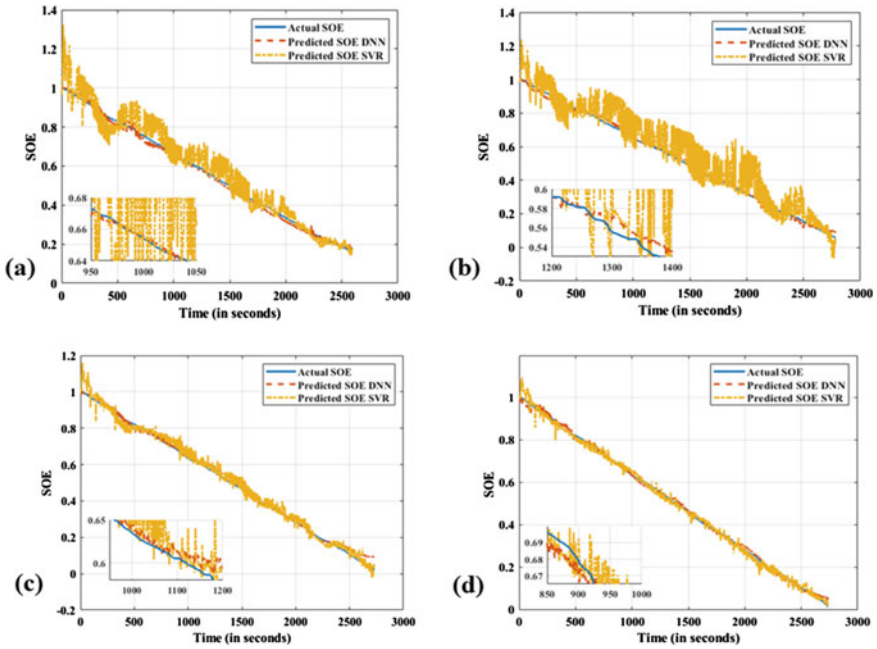 1.4
1.2
1
0.8
0.6
0.4
0.2
0
SOE
Actual SOE
Predicted SOE DNN
Predicted SOE SVR
0.68
0.66
0.64
950 1000 1050
0 500 1000 1500 2000 2500 3000
Time (in seconds)
(a)
1.4
1.2
1
0.8
0.6
0.4
0.2
0
-0.2
SOE
Actual SOE
Predicted SOE DNN
Predicted SOE SVR
0.6
0.58
0.56
0.54
1200 1300 1400
0 500 1000 1500 2000 2500 3000
Time (in seconds)
(b)
1.2
1
0.8
0.6
0.4
0.2
0
-0.2
SOE
Actual SOE
Predicted SOE DNN
Predicted SOE SVR
0.65
0.6
1000 1100 1200
0 500 1000 1500 2000 2500 3000
Time (in seconds)
(c)
1.2
1
0.8
0.6
0.4
0.2
0
SOE
Actual SOE
Predicted SOE DNN
Predicted SOE SVR
0.69
0.68
0.67
850 900 950 1000
0 500 1000 1500 2000 2500 3000
Time (in seconds)
(d)